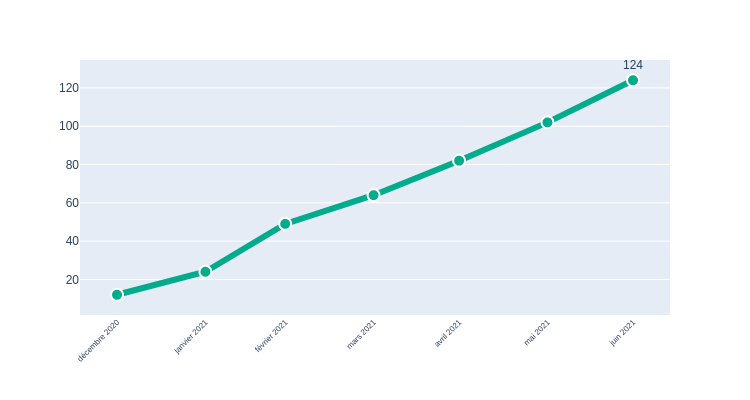 124
120
100
80
60
40
20
décembre 2020
janvier 2021
février 2021
mars 2021
avril 2021
mai 2021
juin 2021